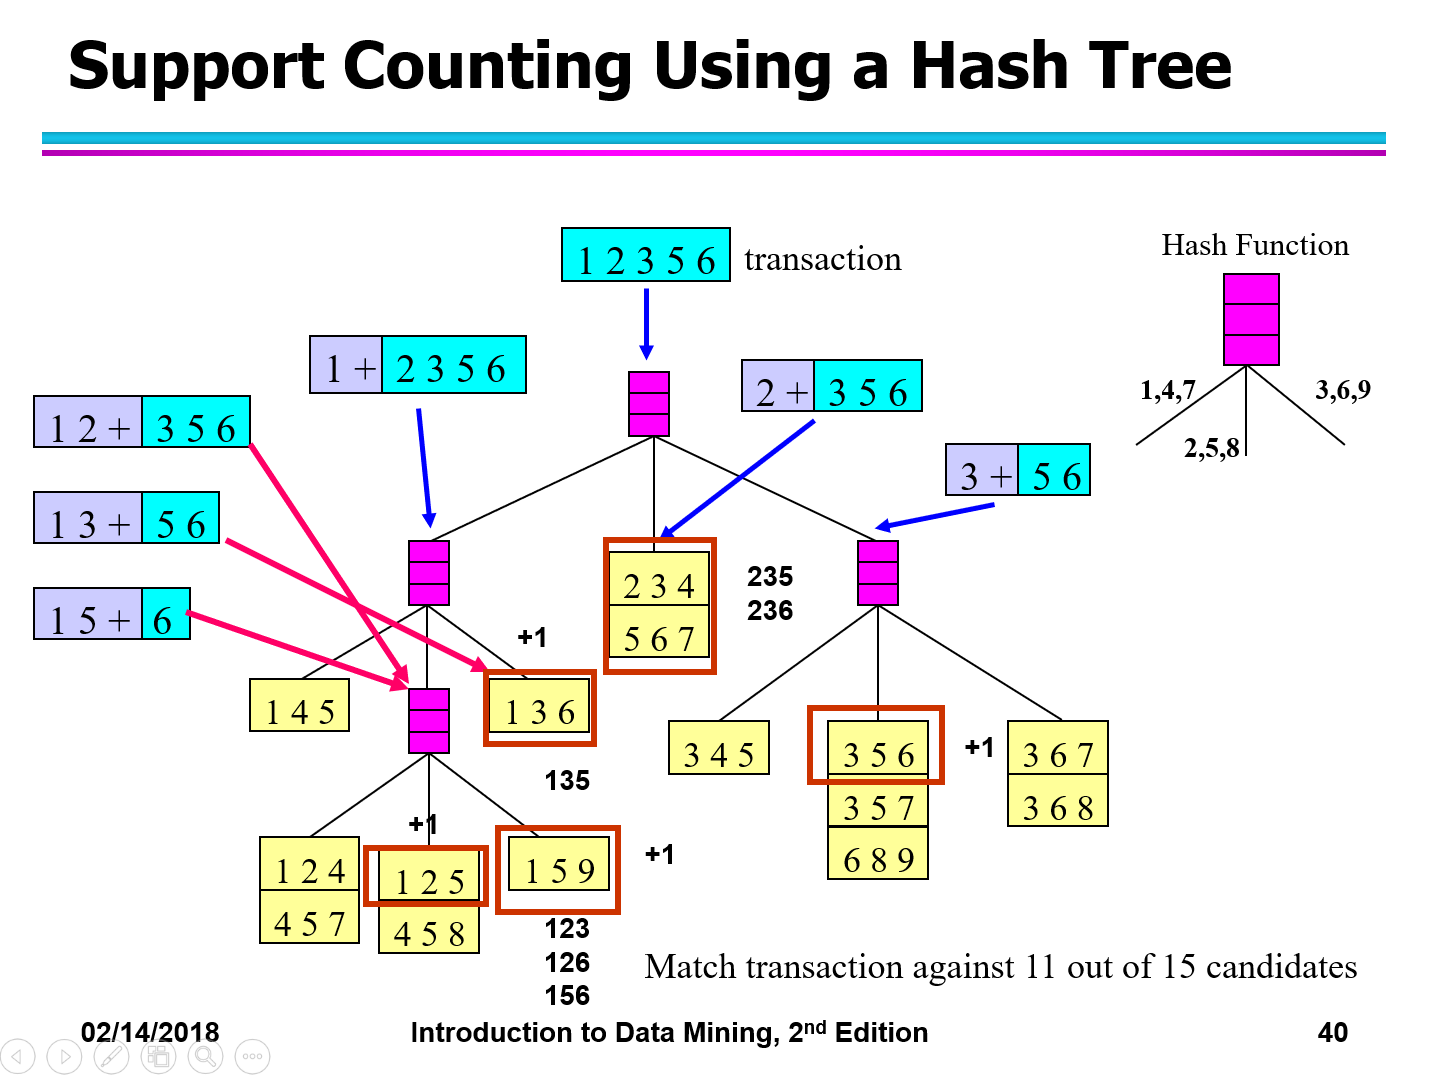 Support Counting Using a Hash Tree
1 2 3 5 6 transaction
Hash Function
1,4,7
2,5,8
3,6,9
1 + 2 3 5 6
2 + 3 5 6
3 + 5 6
1 2 + 3 5 6
1 3 + 5 6
1 5 + 6
2 3 4
5 6 7
235
236
+1
1 4 5
1 3 6
135
3 4 5
3 5 6
+1
3 5 7
6 8 9
3 6 7
3 6 8
+1
1 2 4
4 5 7
1 2 5
4 5 8
1 5 9
+1
123
126
156
Match transaction against 11 out of 15 candidates
02/14/2018 Introduction to Data Mining, 2nd Edition 40